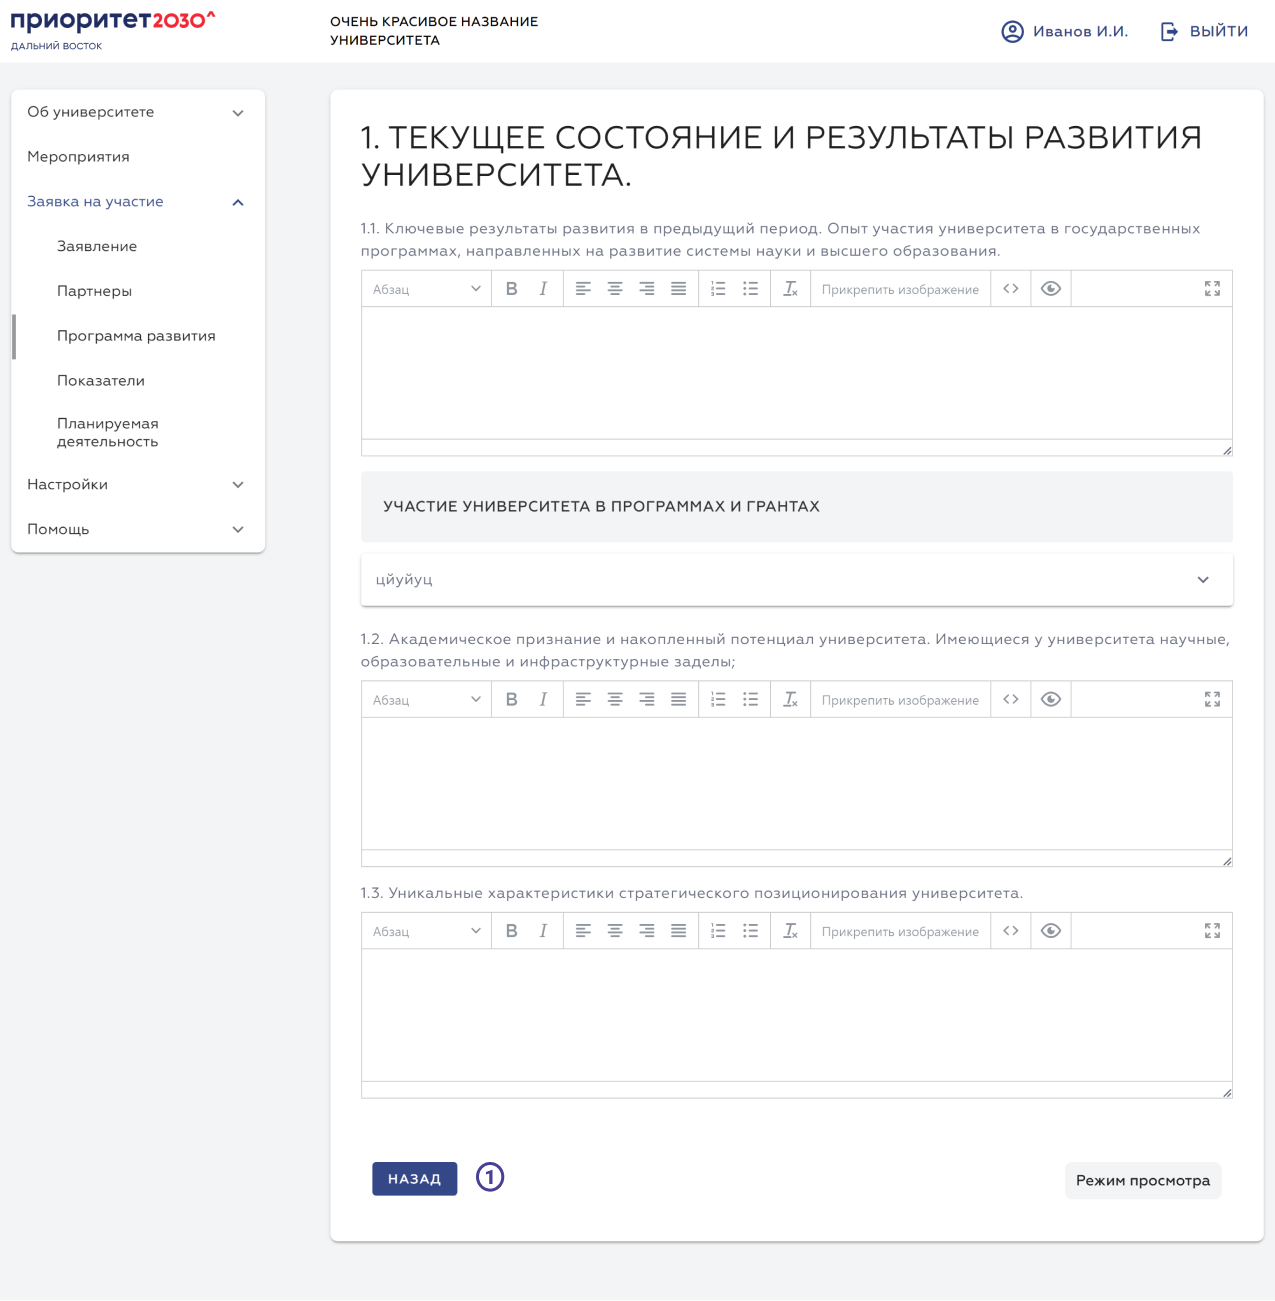 приоритет2030^
ДАЛЬНИЙ ВОСТОК
ОЧЕНЬ КРАСИВОЕ НАЗВАНИЕ
УНИВЕРСИТЕТА
Иванов И.И.
ВЫЙТИ
Об университете
Мероприятия
Заявка на участие
Заявление
Партнеры
Программа развития
Показатели
Планируемая
деятельность
Настройки
Помощь
1. ТЕКУЩЕЕ СОСТОЯНИЕ И РЕЗУЛЬТАТЫ РАЗВИТИЯ
УНИВЕРСИТЕТА.
1.1. Ключевые результаты развития в предыдущий период. Опыт участия университета в государственных
программах, направленных на развитие системы науки и высшего образования.
Абзац B I Прикрепить изображение
УЧАСТИЕ УНИВЕРСИТЕТА В ПРОГРАММАХ И ГРАНТАХ
цйуйуц
1.2. Академическое признание и накопленный потенциал университета. Имеющиеся у университета научные,
образовательные и инфраструктурные заделы;
Абзац B I Прикрепить изображение
1.3. Уникальные характеристики стратегического позиционирования университета.
Абзац B I Прикрепить изображение
НАЗАД
1
Режим просмотра